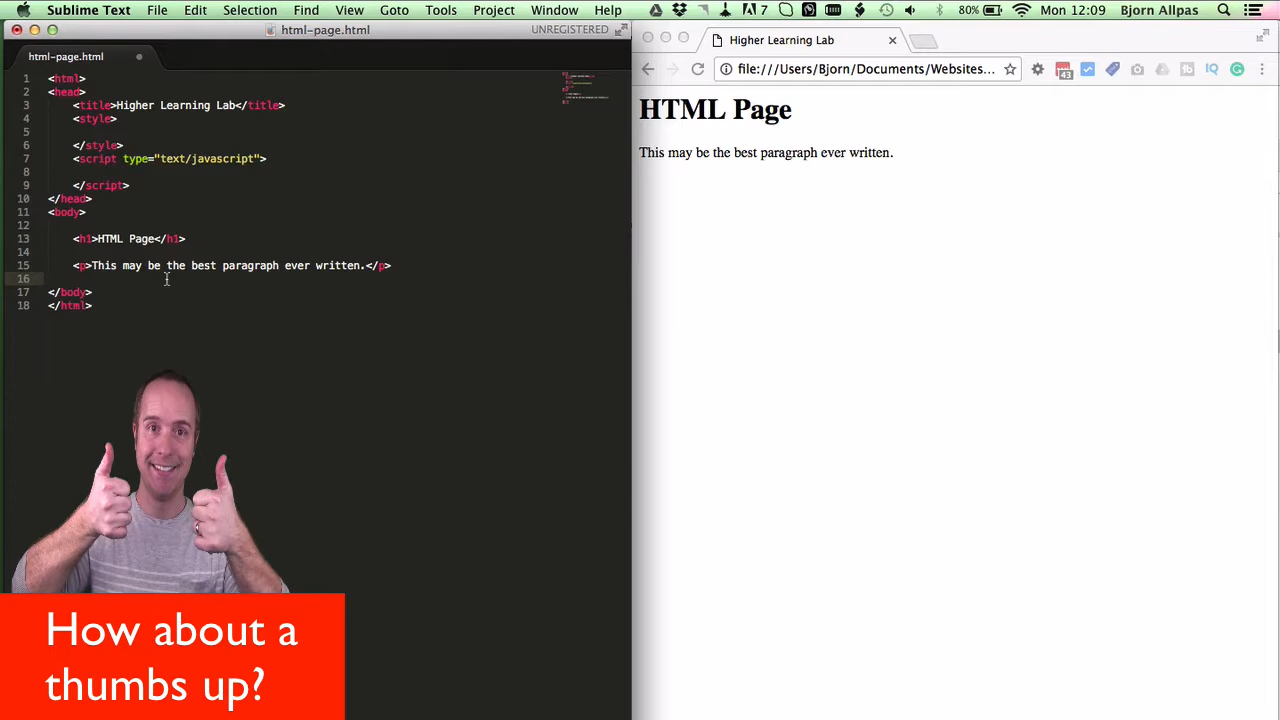 Sublime Text File Edit Selection Find View Goto Tools Project Window Help 7 80% Mon 12:09 Bjorn Allpas
html-page.html UNREGISTERED
html-page.html
1 <html>
2 <head>
3 <title>Higher Learning Lab</title>
4 <style>
5
6 </style>
7 <script type="text/javascript">
8
9 </script>
10 </head>
11 <body>
12
13 <h1>HTML Page</h1>
14
15 <p>This may be the best paragraph ever written.</p>
16
17 </body>
18 </html>
Higher Learning Lab
file:///Users/Bjorn/Documents/Websites... 43
HTML Page
This may be the best paragraph ever written.
How about a
thumbs up?